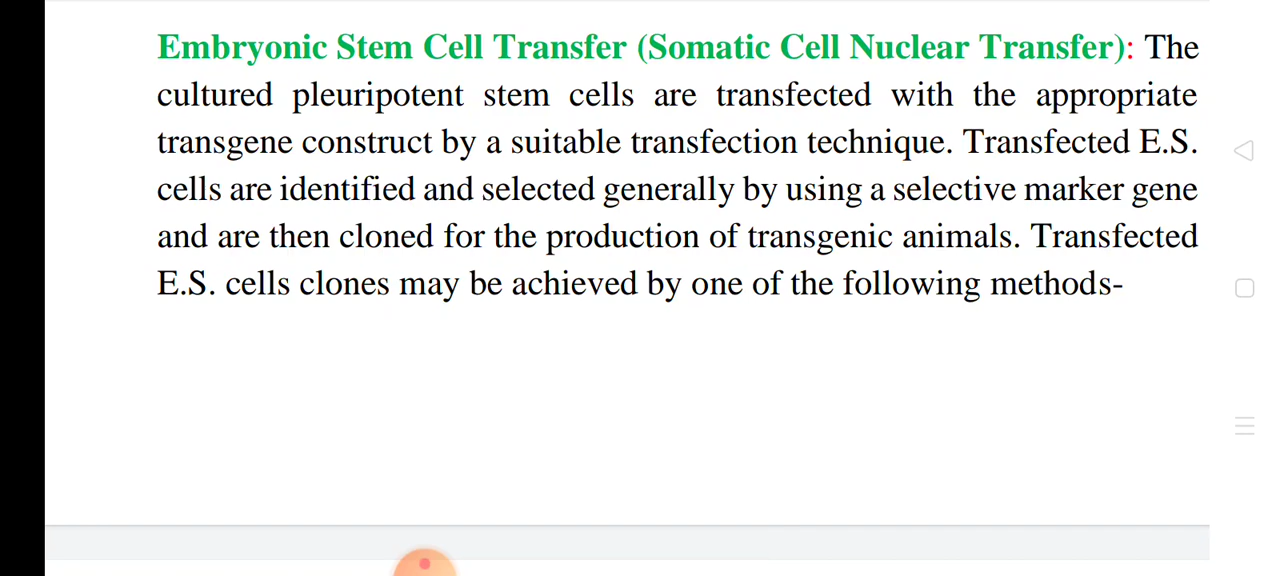 Embryonic Stem Cell Transfer (Somatic Cell Nuclear Transfer): The
cultured pleuripotent stem cells are transfected with the appropriate
transgene construct by a suitable transfection technique. Transfected E.S.
cells are identified and selected generally by using a selective marker gene
and are then cloned for the production of transgenic animals. Transfected
E.S. cells clones may be achieved by one of the following methods-